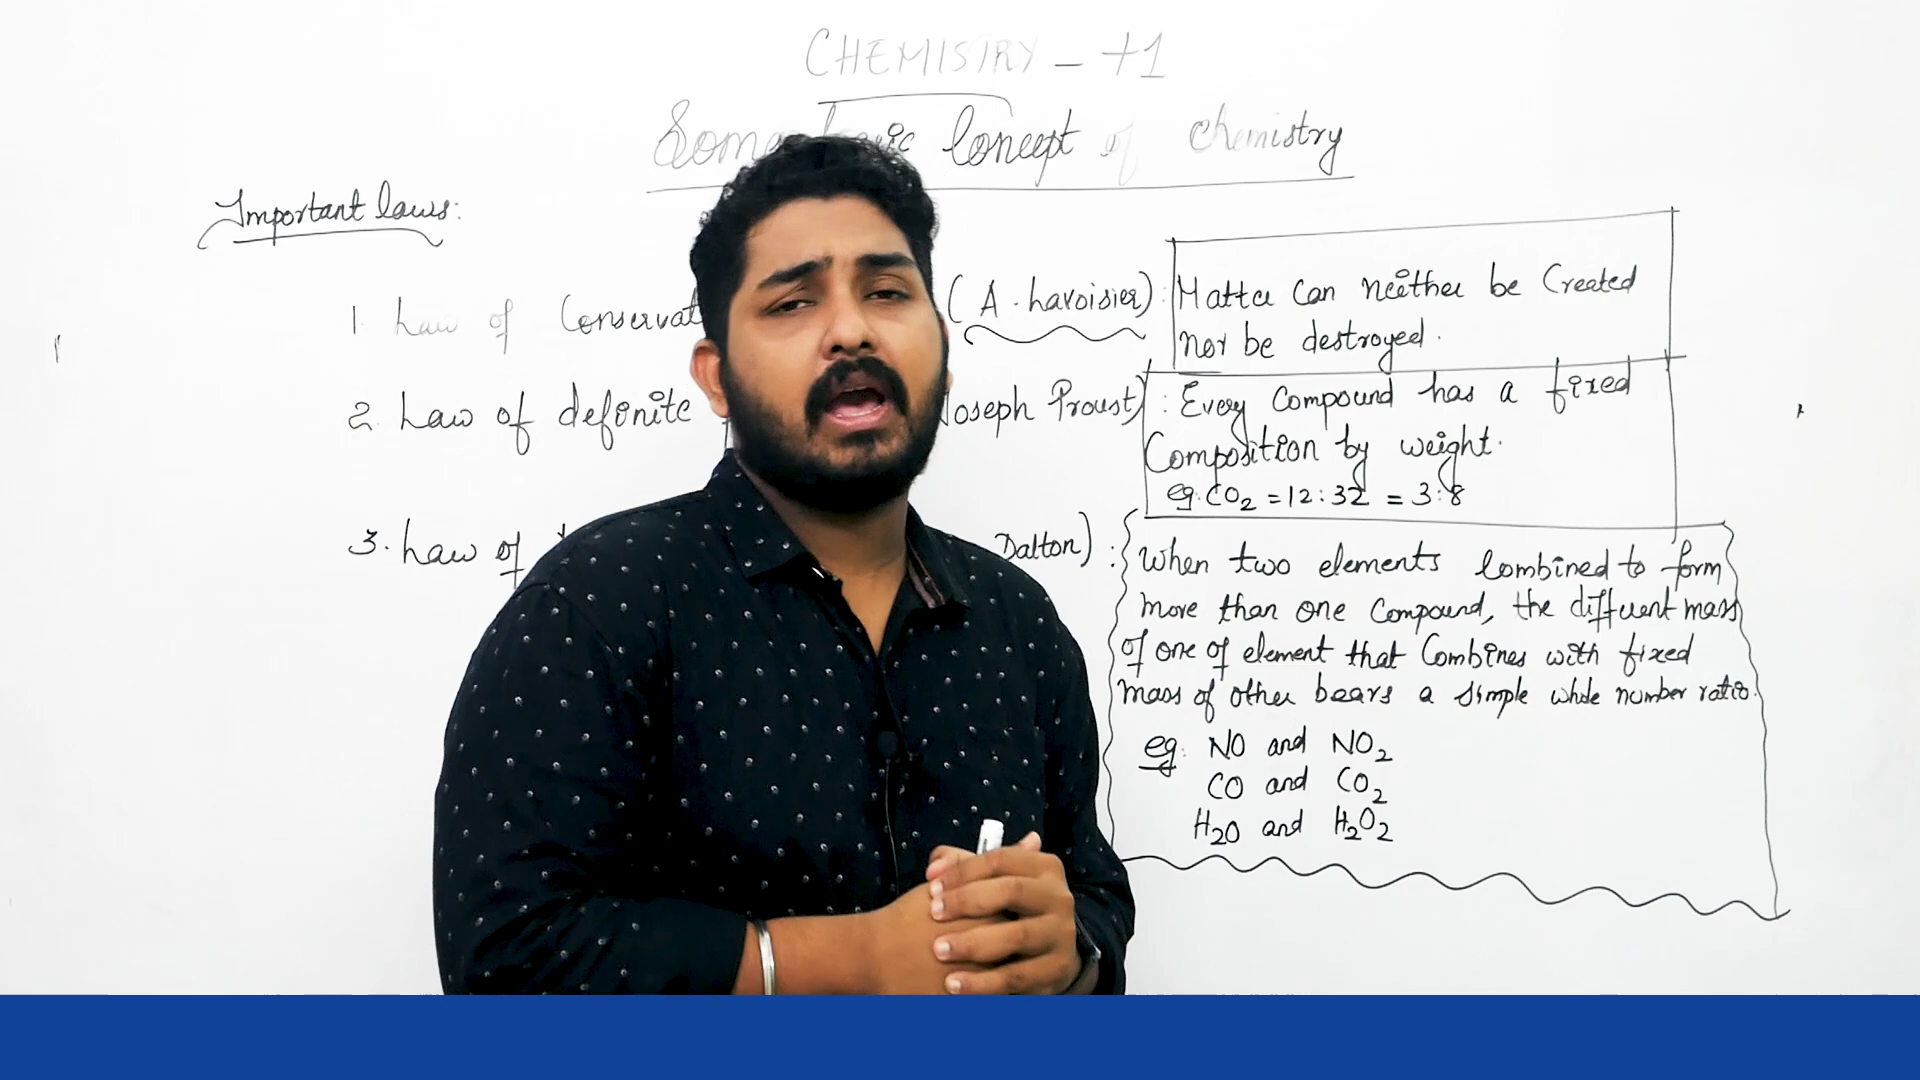 CHEMISTRY - +1
Some basic Concept of Chemistry
Important laws:
1. Law of Conservat (A. Lavoisier): Matter Can neither be Created
nor be destroyed.
2. Law of definite Joseph Proust) : Every Compound has a fixed
Composition by weight.
eg: CO2 = 12:32 = 3:8
3. Law of Dalton) : When two elements Combined to form
more than one Compound, the different mass
of one of element that Combines with fixed
mass of other bears a simple whole number ratio.
eg: NO and NO2
CO and CO2
H2O and H2O2